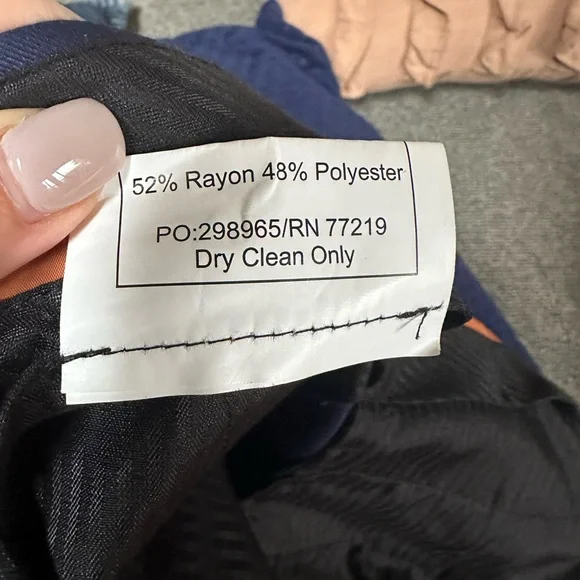 52% Rayon 48% Polyester
PO:298965/RN 77219
Dry Clean Only